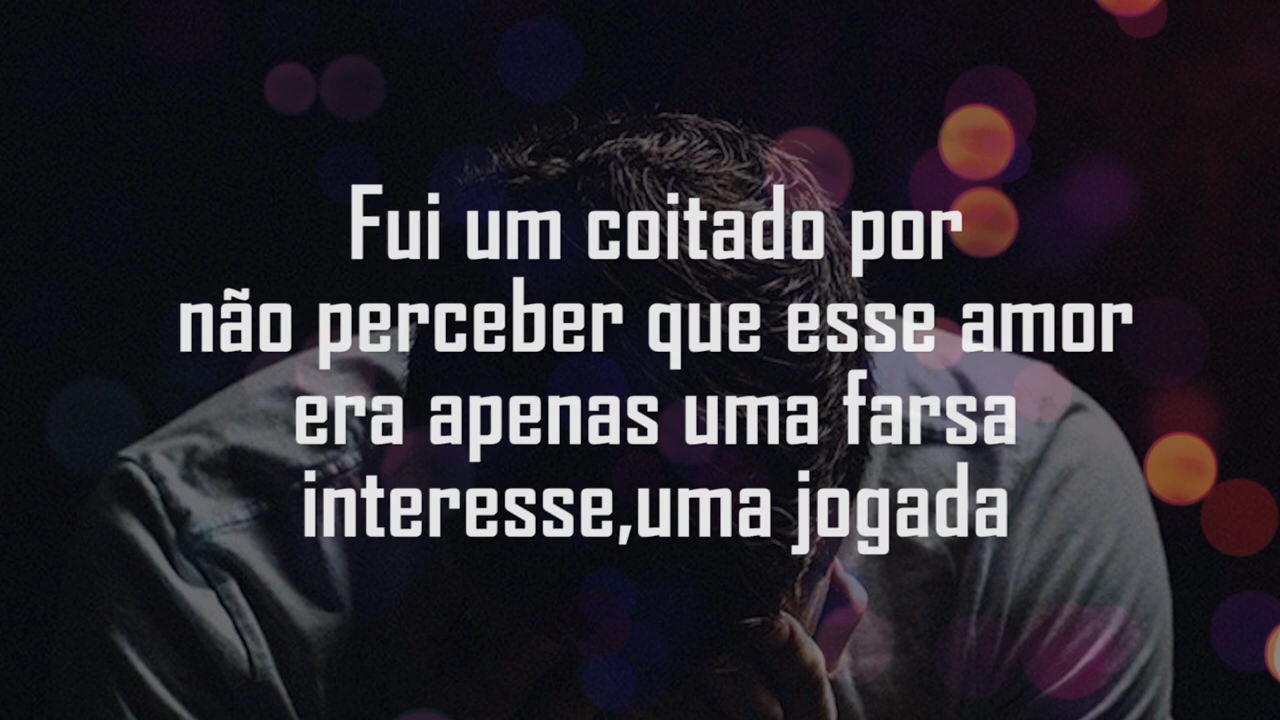 Fui um coitado por
não perceber que esse amor
era apenas uma farsa
interesse,uma jogada